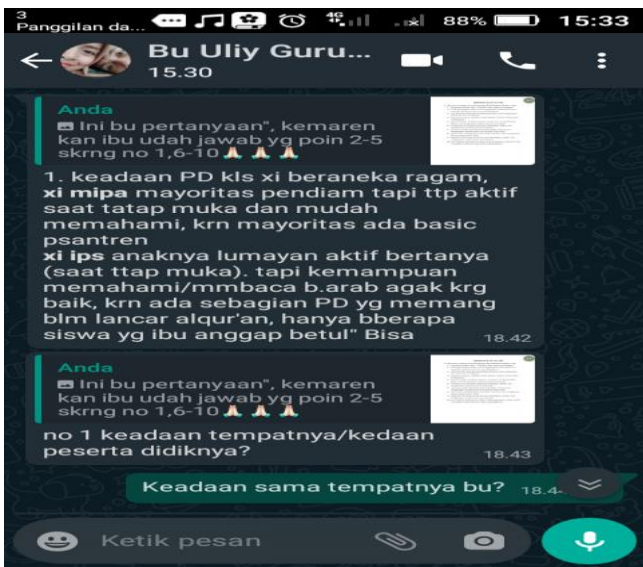 3
Panggilan da...
4G
88%
15:33
Bu Uliy Guru...
15.30
Anda
Ini bu pertanyaan", kemaren
kan ibu udah jawab yg poin 2-5
skrng no 1,6-10
1. keadaan PD kls xi beraneka ragam,
xi mipa mayoritas pendiam tapi ttp aktif
saat tatap muka dan mudah
memahami, krn mayoritas ada basic
psantren
xi ips anaknya lumayan aktif bertanya
(saat ttap muka). tapi kemampuan
memahami/mmbaca b.arab agak krg
baik, krn ada sebagian PD yg memang
blm lancar alqur'an, hanya bberapa
siswa yg ibu anggap betul" Bisa
18.42
Anda
Ini bu pertanyaan", kemaren
kan ibu udah jawab yg poin 2-5
skrng no 1,6-10
no 1 keadaan tempatnya/kedaan
peserta didiknya?
18.43
Keadaan sama tempatnya bu?
18.4
Ketik pesan